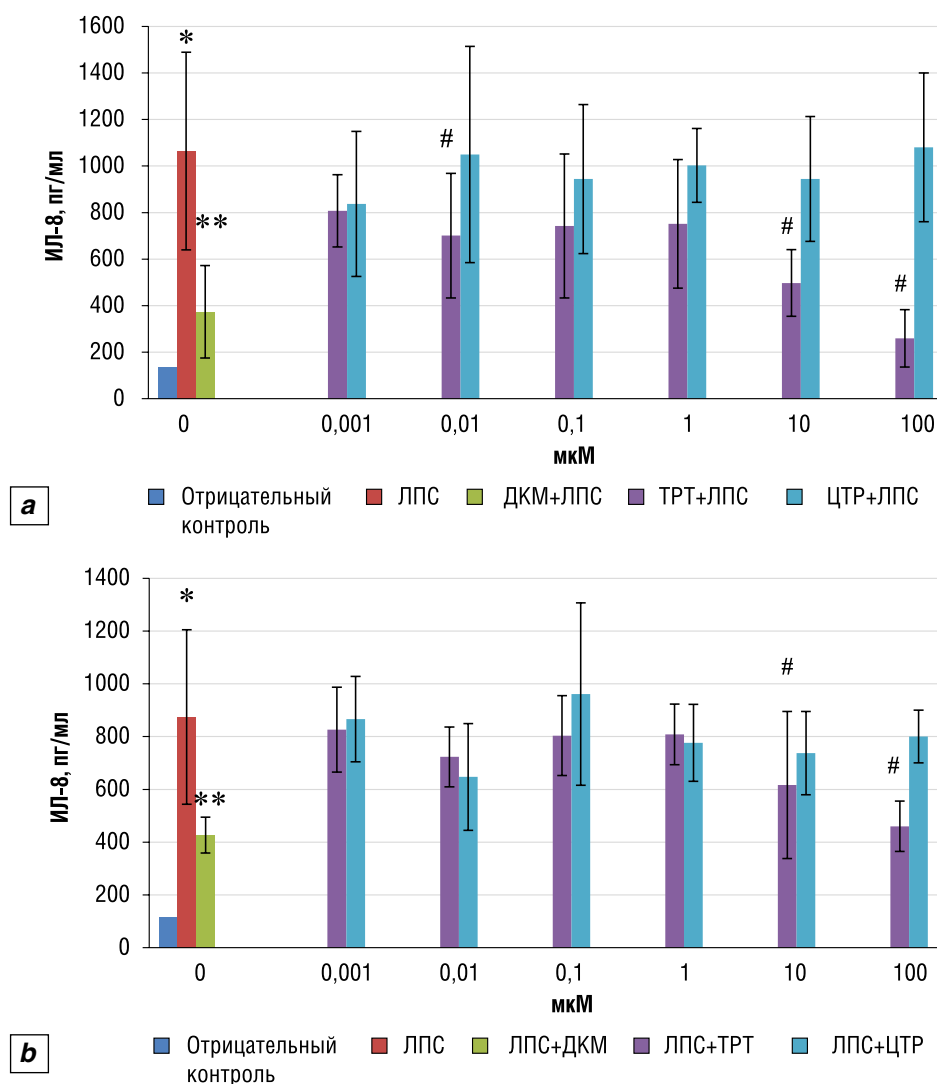 1600
1400
1200
1000
800
600
400
200
0
ИЛ-8, пг/мл
*
**
#
#
#
0 0,001 0,01 0,1 1 10 100
мкМ
a
Отрицательный контроль ЛПС ДКМ+ЛПС ТРТ+ЛПС ЦТР+ЛПС
1400
1200
1000
800
600
400
200
0
ИЛ-8, пг/мл
*
**
#
#
0 0,001 0,01 0,1 1 10 100
мкМ
b
Отрицательный контроль ЛПС ЛПС+ДКМ ЛПС+ТРТ ЛПС+ЦТР